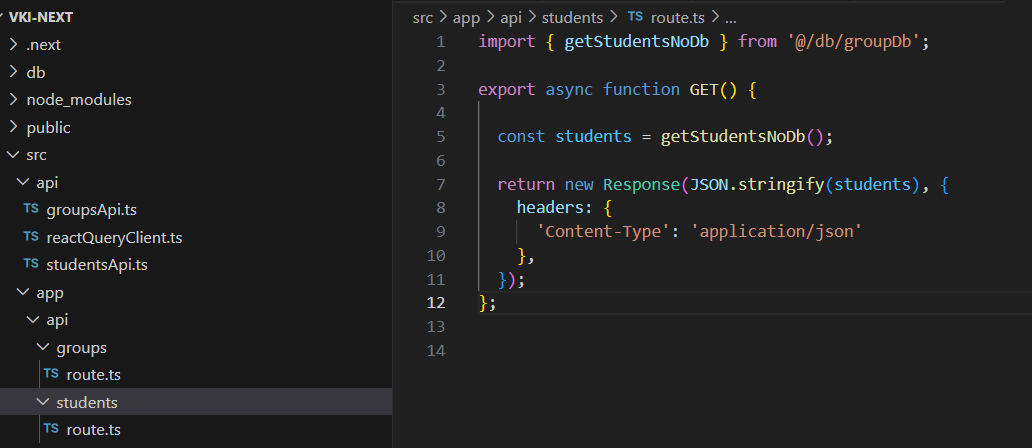 VKI-NEXT
.next
db
node_modules
public
src
api
TS groupsApi.ts
TS reactQueryClient.ts
TS studentsApi.ts
app
api
groups
TS route.ts
students
TS route.ts
src > app > api > students > TS route.ts > ...
1 import { getStudentsNoDb } from '@/db/groupDb';
2
3 export async function GET() {
4
5 const students = getStudentsNoDb();
6
7 return new Response(JSON.stringify(students), {
8 headers: {
9 'Content-Type': 'application/json'
10 },
11 });
12 };
13
14